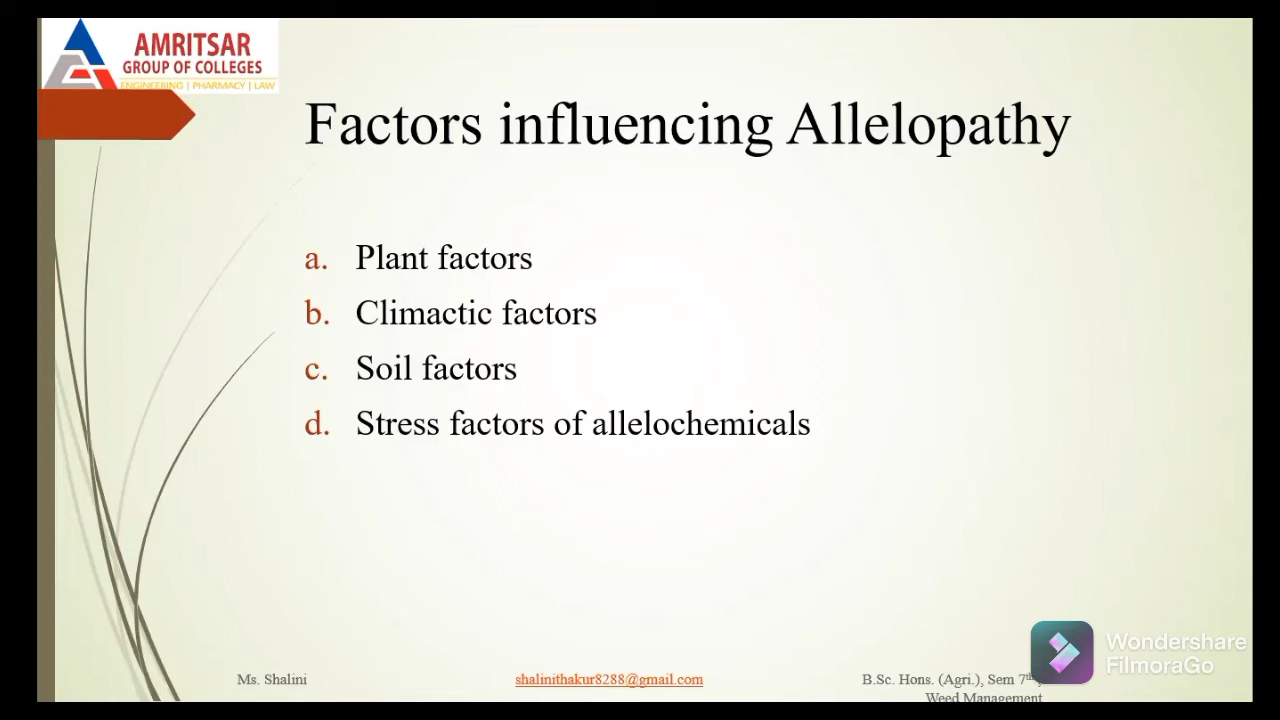 AMRITSAR
GROUP OF COLLEGES
ENGINEERING | PHARMACY | LAW
Factors influencing Allelopathy
a. Plant factors
b. Climactic factors
c. Soil factors
d. Stress factors of allelochemicals
Wondershare
FilmoraGo
Ms. Shalini
shalinithakur8288@gmail.com
B.Sc. Hons. (Agri.), Sem 7th
Weed Management